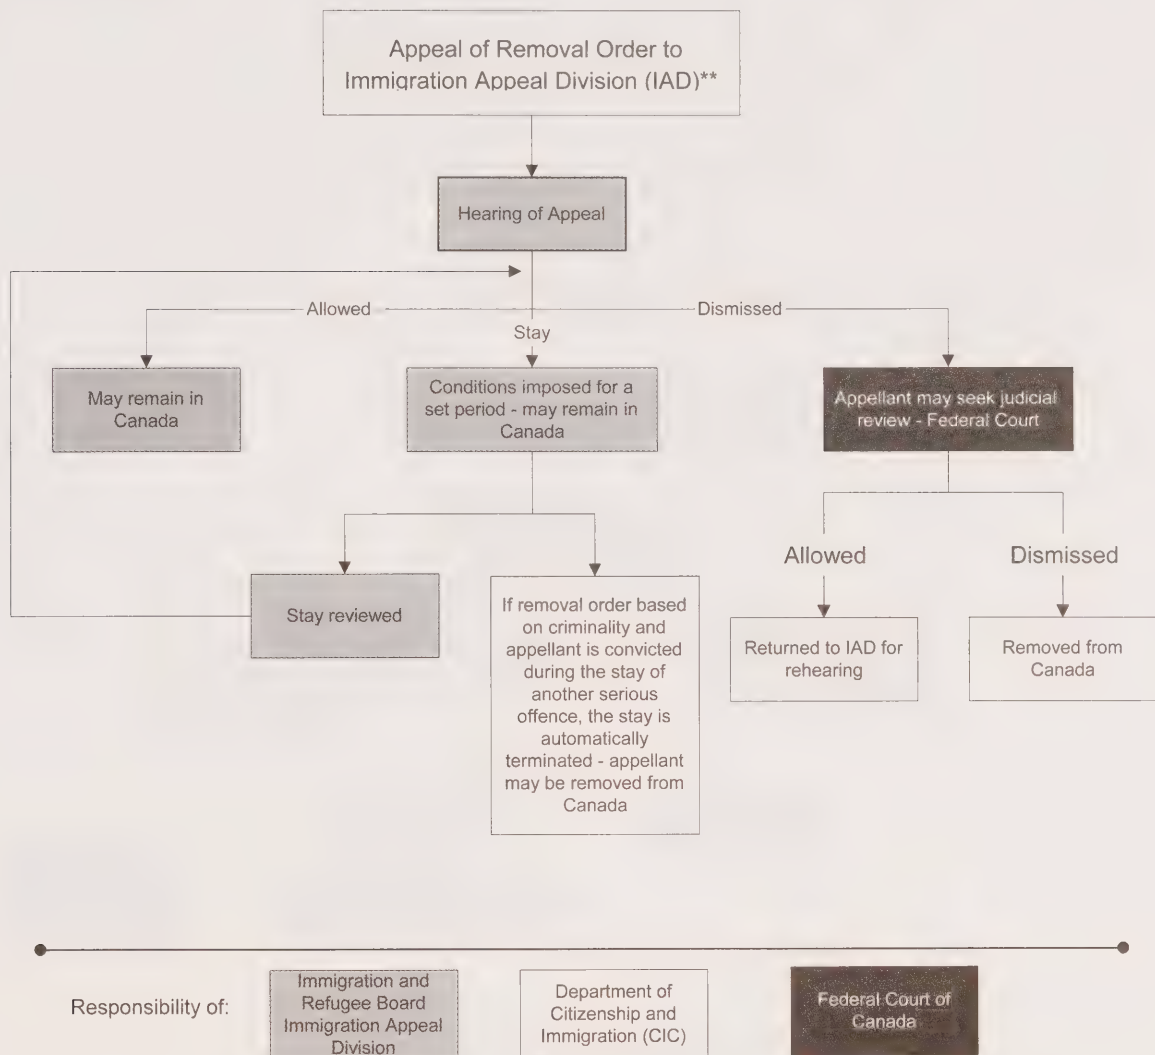 Appeal of Removal Order to
Immigration Appeal Division (IAD)**
Hearing of Appeal
Allowed
Stay
Dismissed
May remain in
Canada
Conditions imposed for a
set period - may remain in
Canada
Appellant may seek judicial
review - Federal Court
Allowed
Dismissed
Stay reviewed
If removal order based
on criminality and
appellant is convicted
during the stay of
another serious
offence, the stay is
automatically
terminated - appellant
may be removed from
Canada
Returned to IAD for
rehearing
Removed from
Canada
Responsibility of:
Immigration and
Refugee Board
Immigration Appeal
Division
Department of
Citizenship and
Immigration (CIC)
Federal Court of
Canada